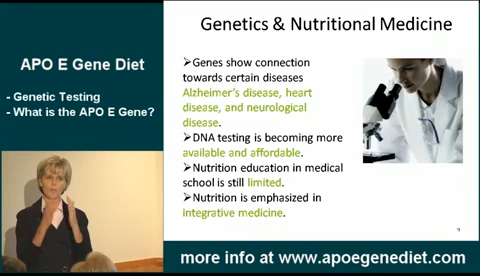 Genetics & Nutritional Medicine
APO E Gene Diet
- Genetic Testing
- What is the APO E Gene?
➢Genes show connection
towards certain diseases
Alzheimer's disease, heart
disease, and neurological
disease.
➢DNA testing is becoming more
available and affordable.
➢Nutrition education in medical
school is still limited.
➢Nutrition is emphasized in
integrative medicine.
9
more info at www.apoegenediet.com